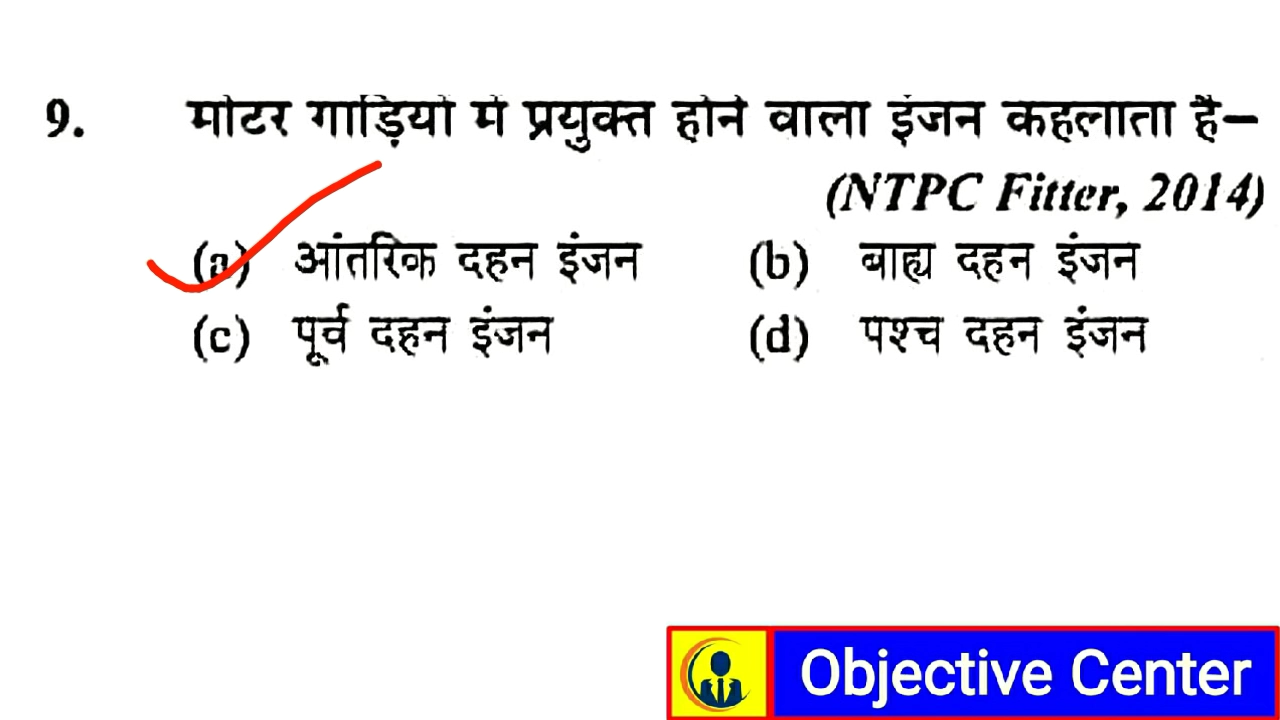 9. मोटर गाड़ियों में प्रयुक्त होने वाला इंजन कहलाता है–
(NTPC Fitter, 2014)
(a) आंतरिक दहन इंजन (b) बाह्य दहन इंजन
(c) पूर्व दहन इंजन (d) पश्च दहन इंजन
Objective Center